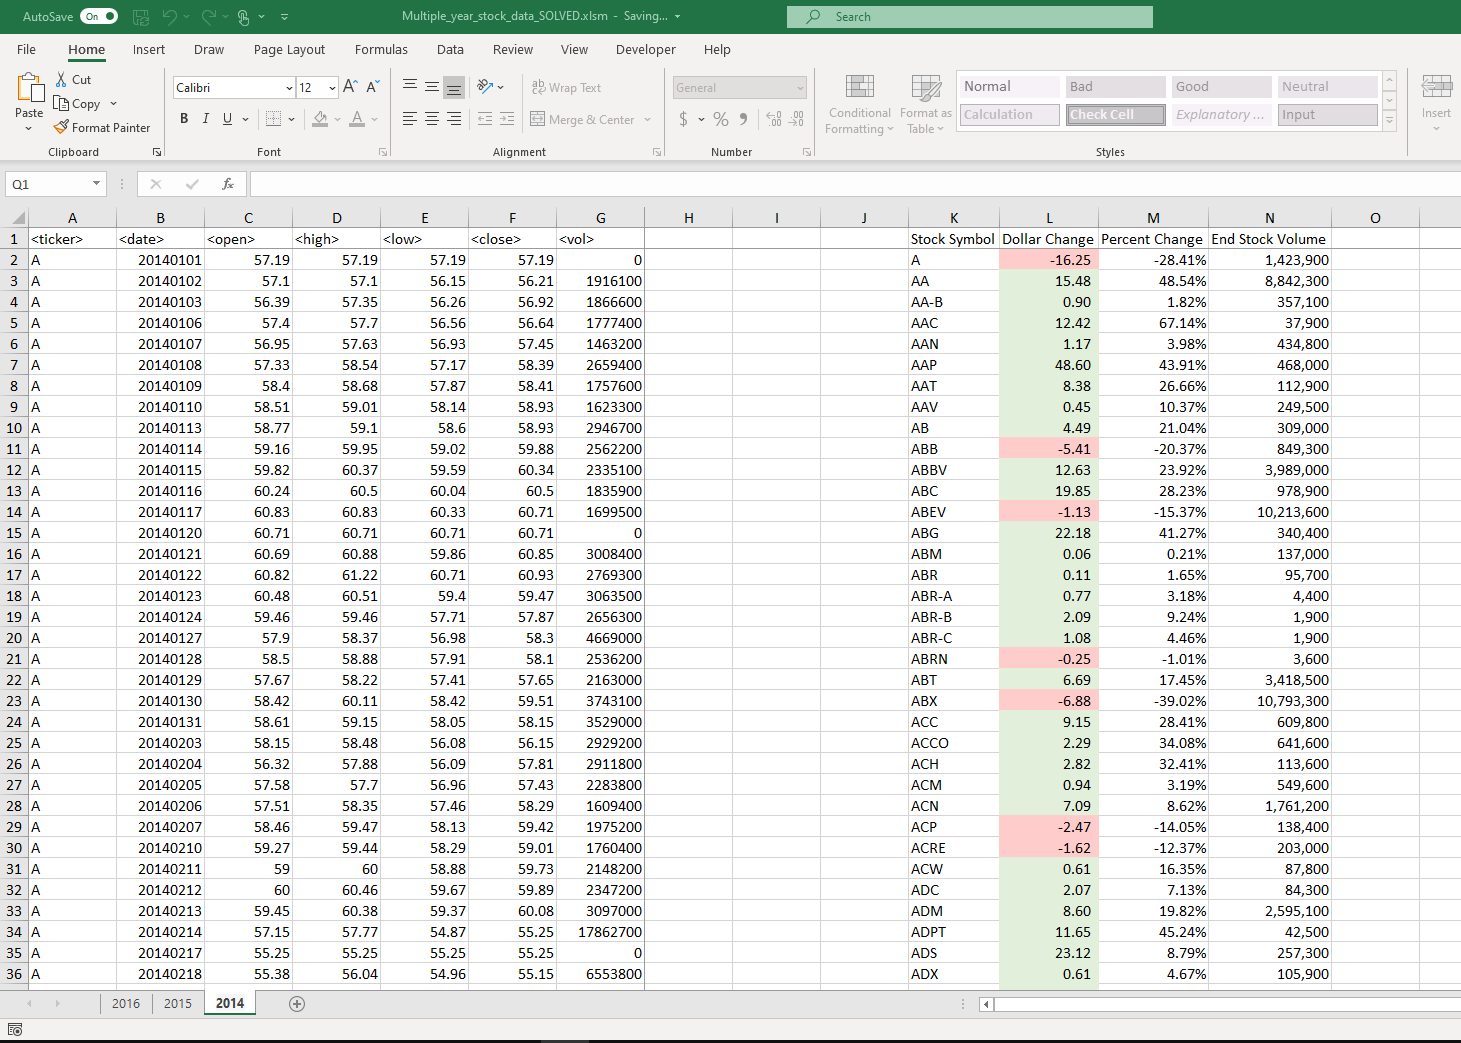 AutoSave On Multiple_year_stock_data_SOLVED.xlsm - Saving... Search
File Home Insert Draw Page Layout Formulas Data Review View Developer Help
Paste Cut Copy Format Painter
Calibri 12 A^ A˅
B I U A
ab Wrap Text
Merge & Center
General
$ % 9
Conditional Formatting
Format as Table
Normal Bad Good Neutral
Calculation Check Cell Explanatory ... Input
Insert
Clipboard Font Alignment Number Styles
Q1 fx
A B C D E F G H I J K L M N O
1 <ticker> <date> <open> <high> <low> <close> <vol> Stock Symbol Dollar Change Percent Change End Stock Volume
2 A 20140101 57.19 57.19 57.19 57.19 0 A -16.25 -28.41% 1,423,900
3 A 20140102 57.1 57.1 56.15 56.21 1916100 AA 15.48 48.54% 8,842,300
4 A 20140103 56.39 57.35 56.26 56.92 1866600 AA-B 0.90 1.82% 357,100
5 A 20140106 57.4 57.7 56.56 56.64 1777400 AAC 12.42 67.14% 37,900
6 A 20140107 56.95 57.63 56.93 57.45 1463200 AAN 1.17 3.98% 434,800
7 A 20140108 57.33 58.54 57.17 58.39 2659400 AAP 48.60 43.91% 468,000
8 A 20140109 58.4 58.68 57.87 58.41 1757600 AAT 8.38 26.66% 112,900
9 A 20140110 58.51 59.01 58.14 58.93 1623300 AAV 0.45 10.37% 249,500
10 A 20140113 58.77 59.1 58.6 58.93 2946700 AB 4.49 21.04% 309,000
11 A 20140114 59.16 59.95 59.02 59.88 2562200 ABB -5.41 -20.37% 849,300
12 A 20140115 59.82 60.37 59.59 60.34 2335100 ABBV 12.63 23.92% 3,989,000
13 A 20140116 60.24 60.5 60.04 60.5 1835900 ABC 19.85 28.23% 978,900
14 A 20140117 60.83 60.83 60.33 60.71 1699500 ABEV -1.13 -15.37% 10,213,600
15 A 20140120 60.71 60.71 60.71 60.71 0 ABG 22.18 41.27% 340,400
16 A 20140121 60.69 60.88 59.86 60.85 3008400 ABM 0.06 0.21% 137,000
17 A 20140122 60.82 61.22 60.71 60.93 2769300 ABR 0.11 1.65% 95,700
18 A 20140123 60.48 60.51 59.4 59.47 3063500 ABR-A 0.77 3.18% 4,400
19 A 20140124 59.46 59.46 57.71 57.87 2656300 ABR-B 2.09 9.24% 1,900
20 A 20140127 57.9 58.37 56.98 58.3 4669000 ABR-C 1.08 4.46% 1,900
21 A 20140128 58.5 58.88 57.91 58.1 2536200 ABRN -0.25 -1.01% 3,600
22 A 20140129 57.67 58.22 57.41 57.65 2163000 ABT 6.69 17.45% 3,418,500
23 A 20140130 58.42 60.11 58.42 59.51 3743100 ABX -6.88 -39.02% 10,793,300
24 A 20140131 58.61 59.15 58.05 58.15 3529000 ACC 9.15 28.41% 609,800
25 A 20140203 58.15 58.48 56.08 56.15 2929200 ACCO 2.29 34.08% 641,600
26 A 20140204 56.32 57.88 56.09 57.81 2911800 ACH 2.82 32.41% 113,600
27 A 20140205 57.58 57.7 56.96 57.43 2283800 ACM 0.94 3.19% 549,600
28 A 20140206 57.51 58.35 57.46 58.29 1609400 ACN 7.09 8.62% 1,761,200
29 A 20140207 58.46 59.47 58.13 59.42 1975200 ACP -2.47 -14.05% 138,400
30 A 20140210 59.27 59.44 58.29 59.01 1760400 ACRE -1.62 -12.37% 203,000
31 A 20140211 59 60 58.88 59.73 2148200 ACW 0.61 16.35% 87,800
32 A 20140212 60 60.46 59.67 59.89 2347200 ADC 2.07 7.13% 84,300
33 A 20140213 59.45 60.38 59.37 60.08 3097000 ADM 8.60 19.82% 2,595,100
34 A 20140214 57.15 57.77 54.87 55.25 17862700 ADPT 11.65 45.24% 42,500
35 A 20140217 55.25 55.25 55.25 55.25 0 ADS 23.12 8.79% 257,300
36 A 20140218 55.38 56.04 54.96 55.15 6553800 ADX 0.61 4.67% 105,900
2016 2015 2014